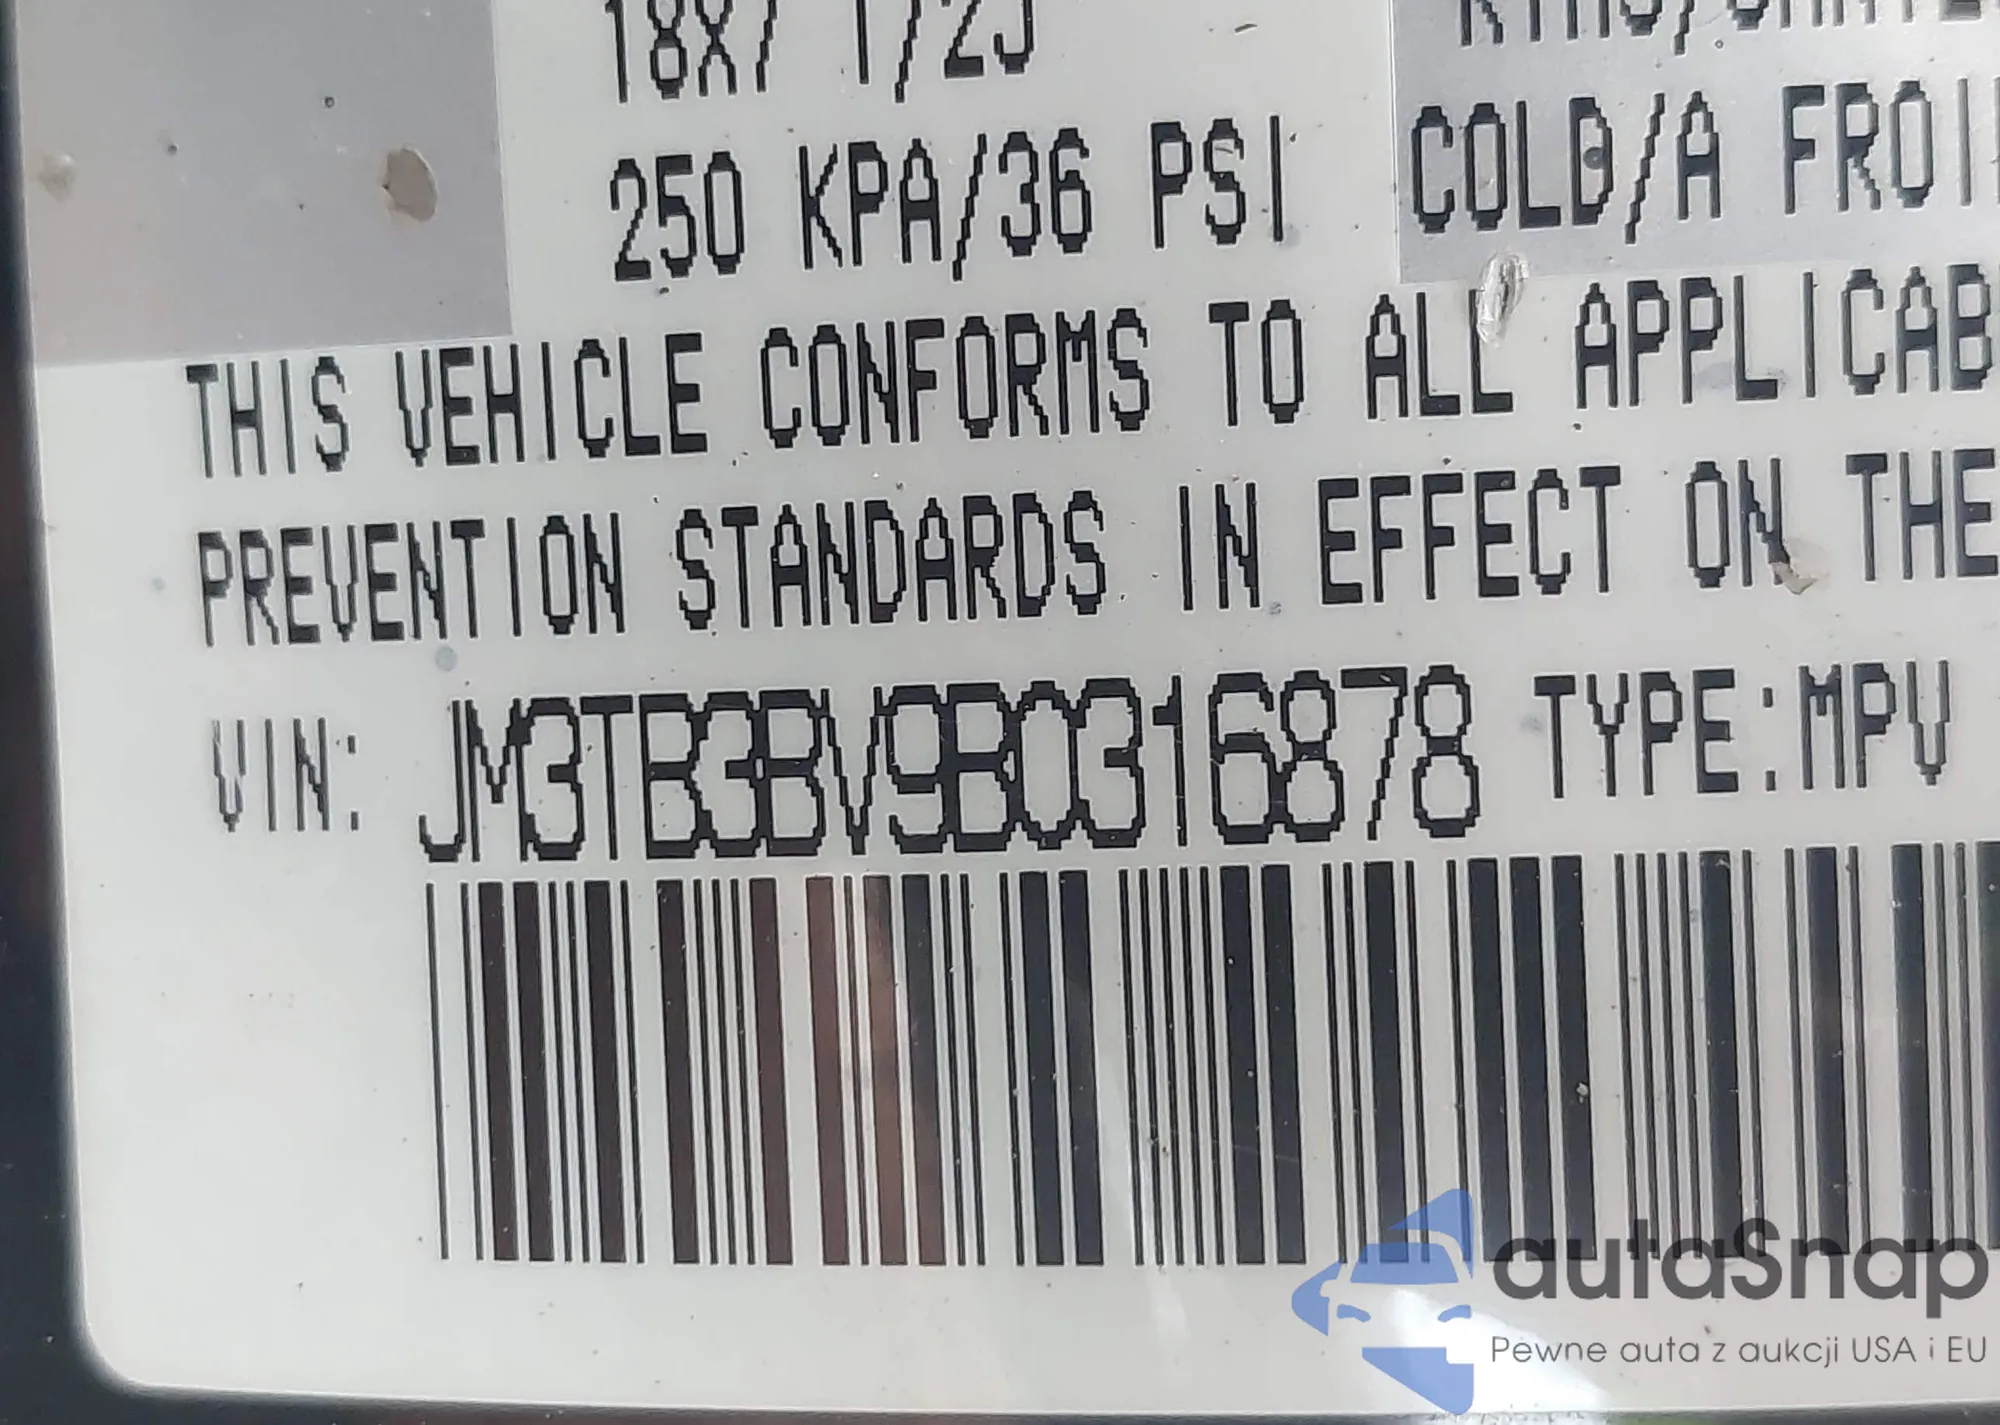 18X7 1/2J
250 KPA/36 PSI COLD/A FROI
THIS VEHICLE CONFORMS TO ALL APPLICAB
PREVENTION STANDARDS IN EFFECT ON THE
VIN: JM3TB3BV9B0316878 TYPE:MPV
autaSnap
Pewne auta z aukcji USA i EU